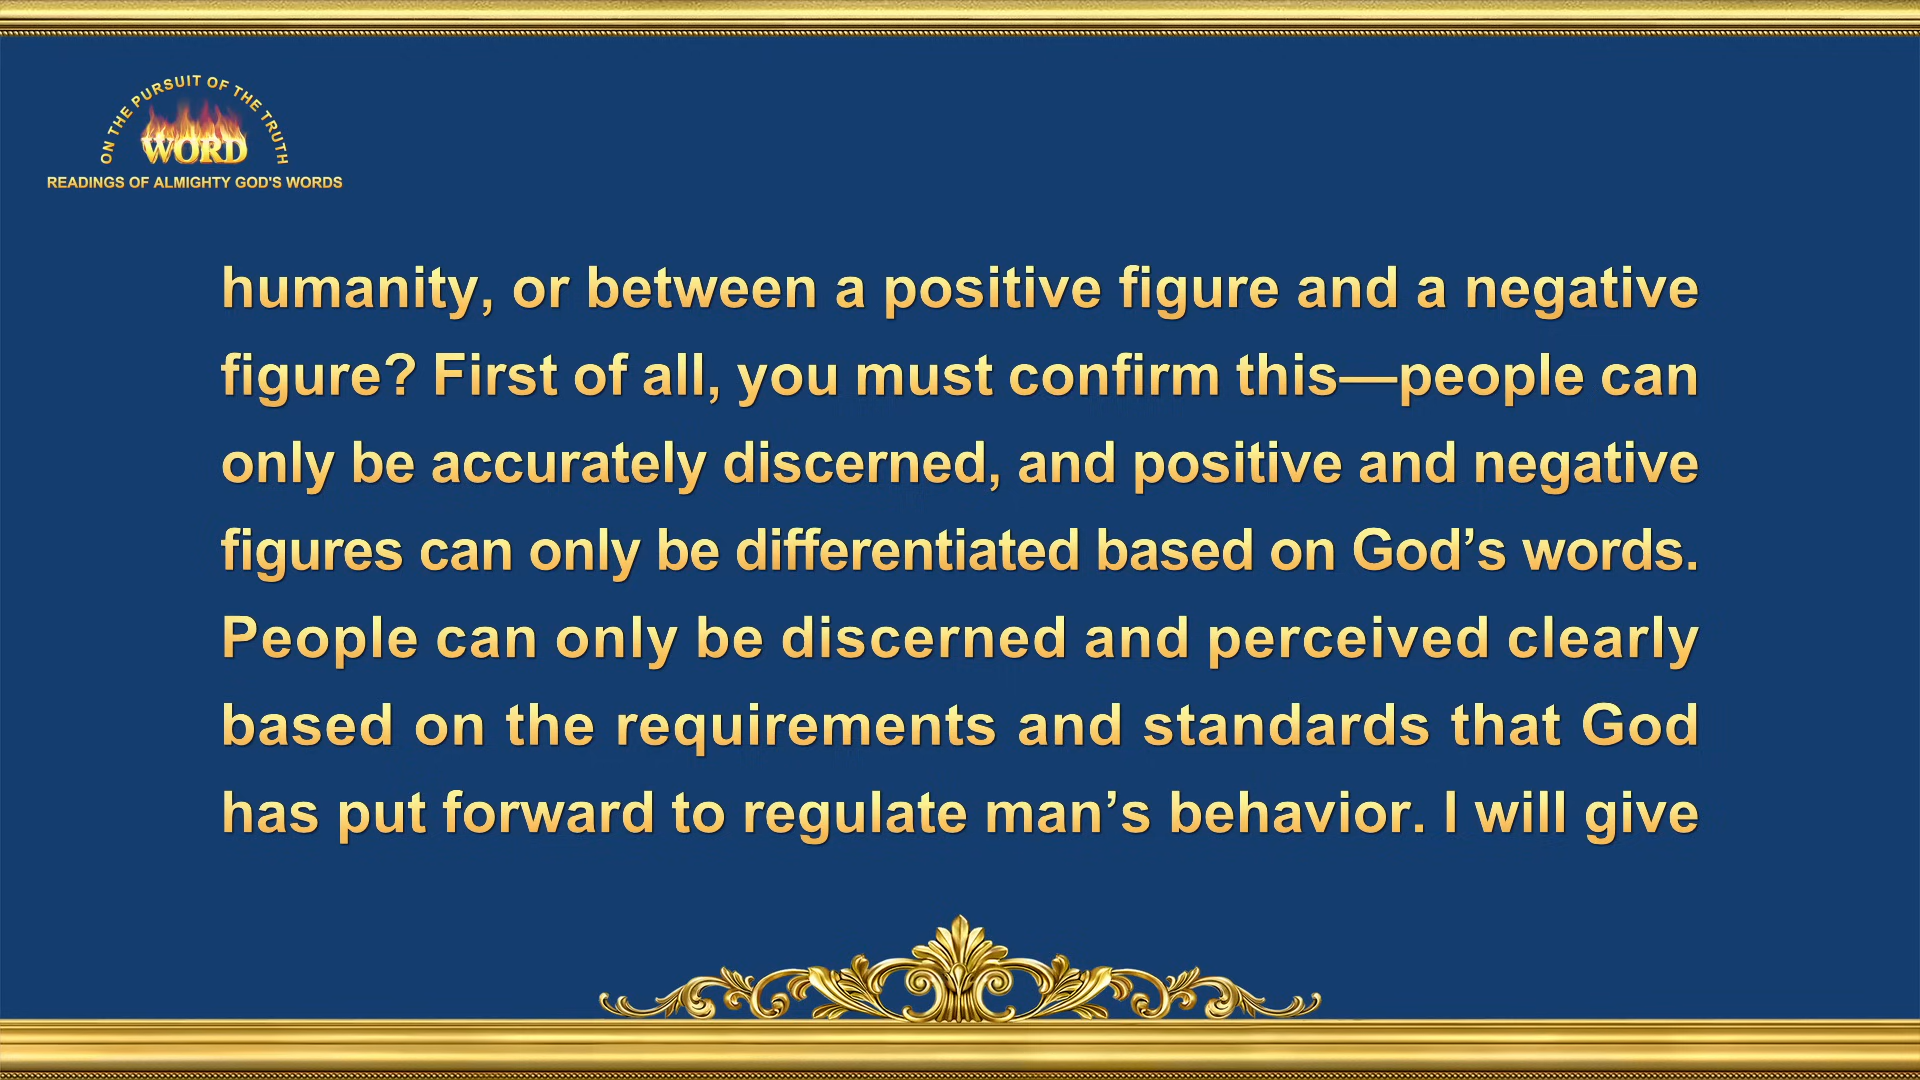 ON THE PURSUIT OF THE TRUTH
WORD
READINGS OF ALMIGHTY GOD'S WORDS
humanity, or between a positive figure and a negative
figure? First of all, you must confirm this—people can
only be accurately discerned, and positive and negative
figures can only be differentiated based on God’s words.
People can only be discerned and perceived clearly
based on the requirements and standards that God
has put forward to regulate man’s behavior. I will give